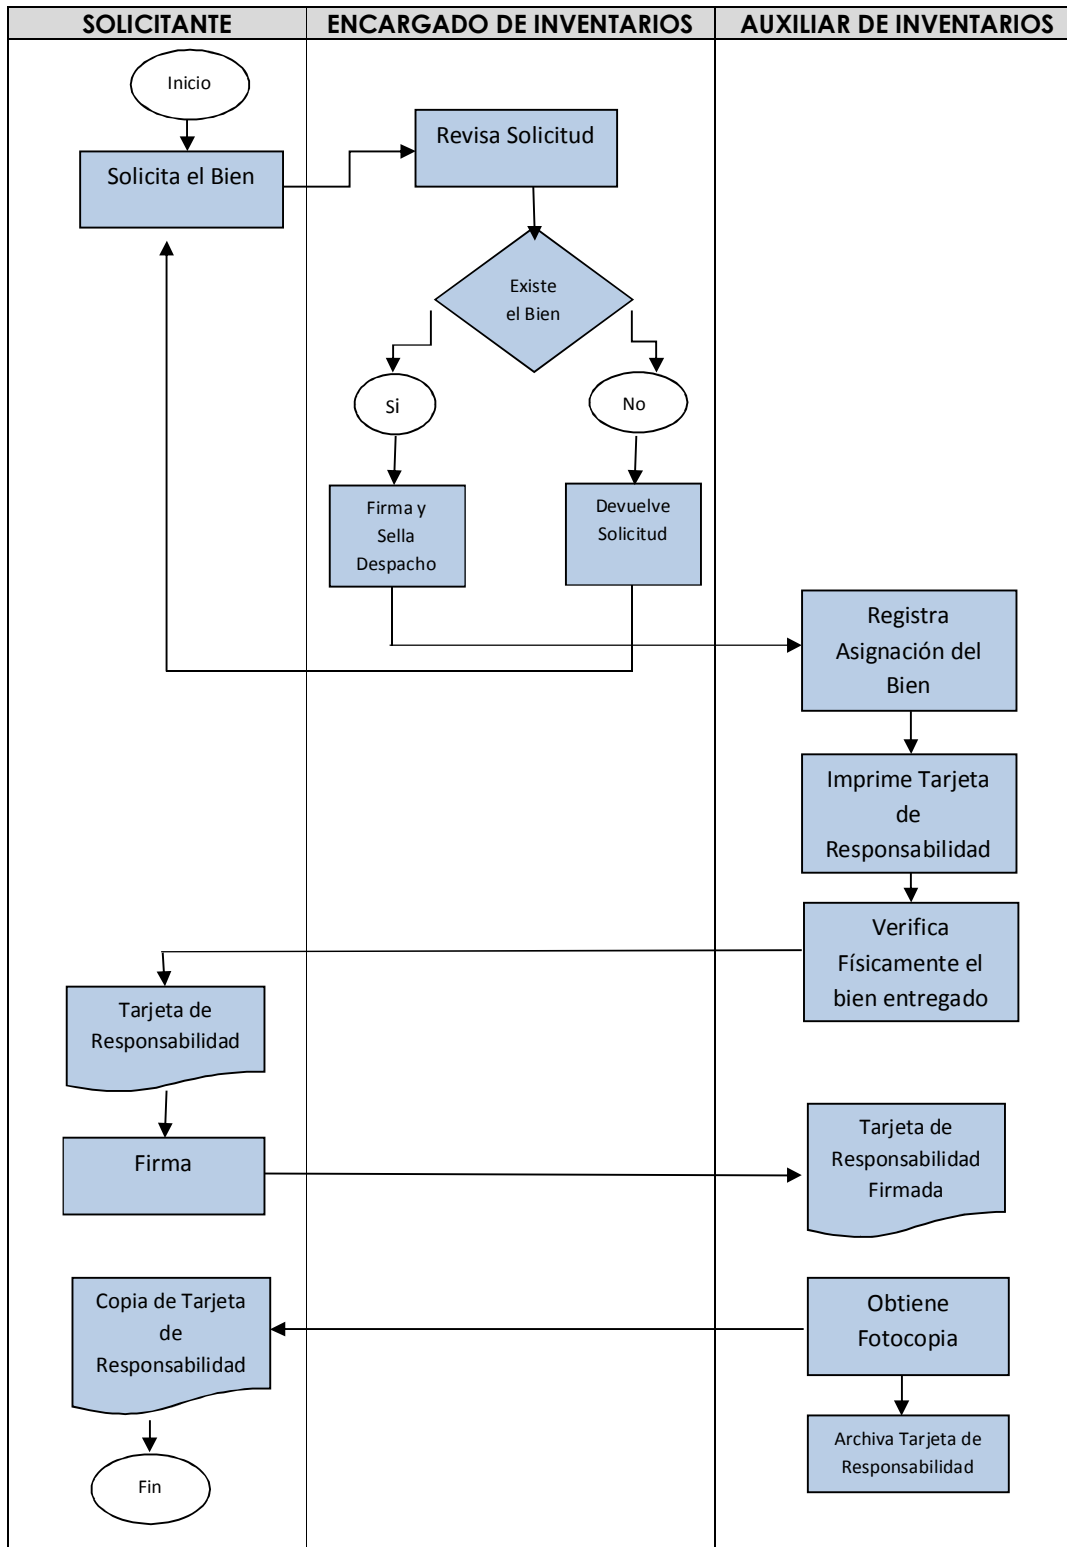 SOLICITANTE
ENCARGADO DE INVENTARIOS
AUXILIAR DE INVENTARIOS
Inicio
Solicita el Bien
Revisa Solicitud
Existe
el Bien
Si
No
Firma y
Sella
Despacho
Devuelve
Solicitud
Registra
Asignación del
Bien
Imprime Tarjeta
de
Responsabilidad
Verifica
Físicamente el
bien entregado
Tarjeta de
Responsabilidad
Firma
Tarjeta de
Responsabilidad
Firmada
Obtiene
Fotocopia
Copia de Tarjeta
de
Responsabilidad
Archiva Tarjeta de
Responsabilidad
Fin